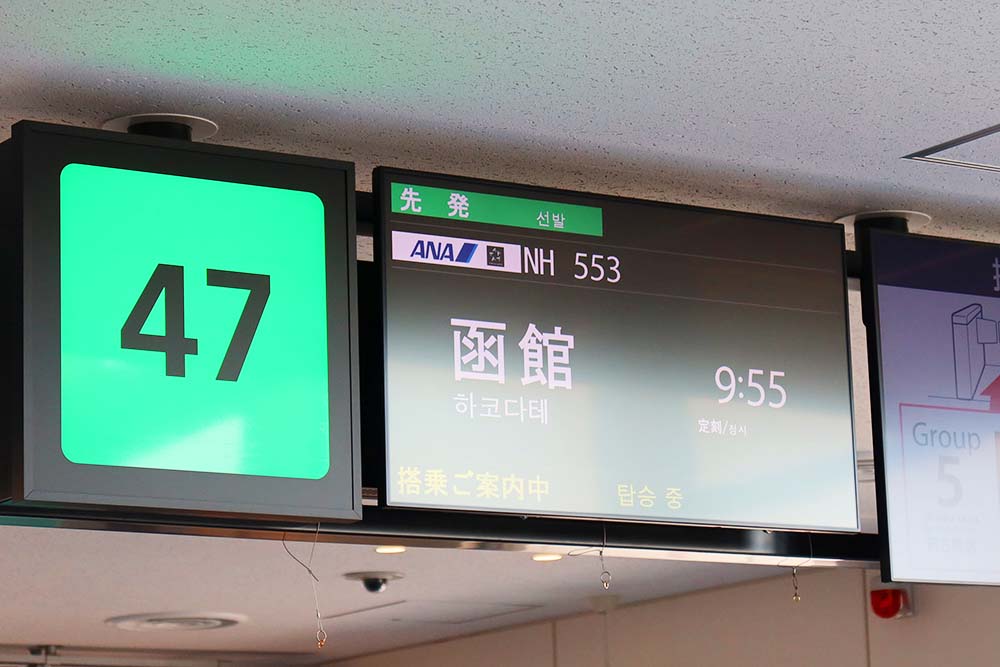 47
先発 선발
ANA NH 553
函館
하코다테
9:55
定刻/정시
搭乗ご案内中 탑승 중
Group
5